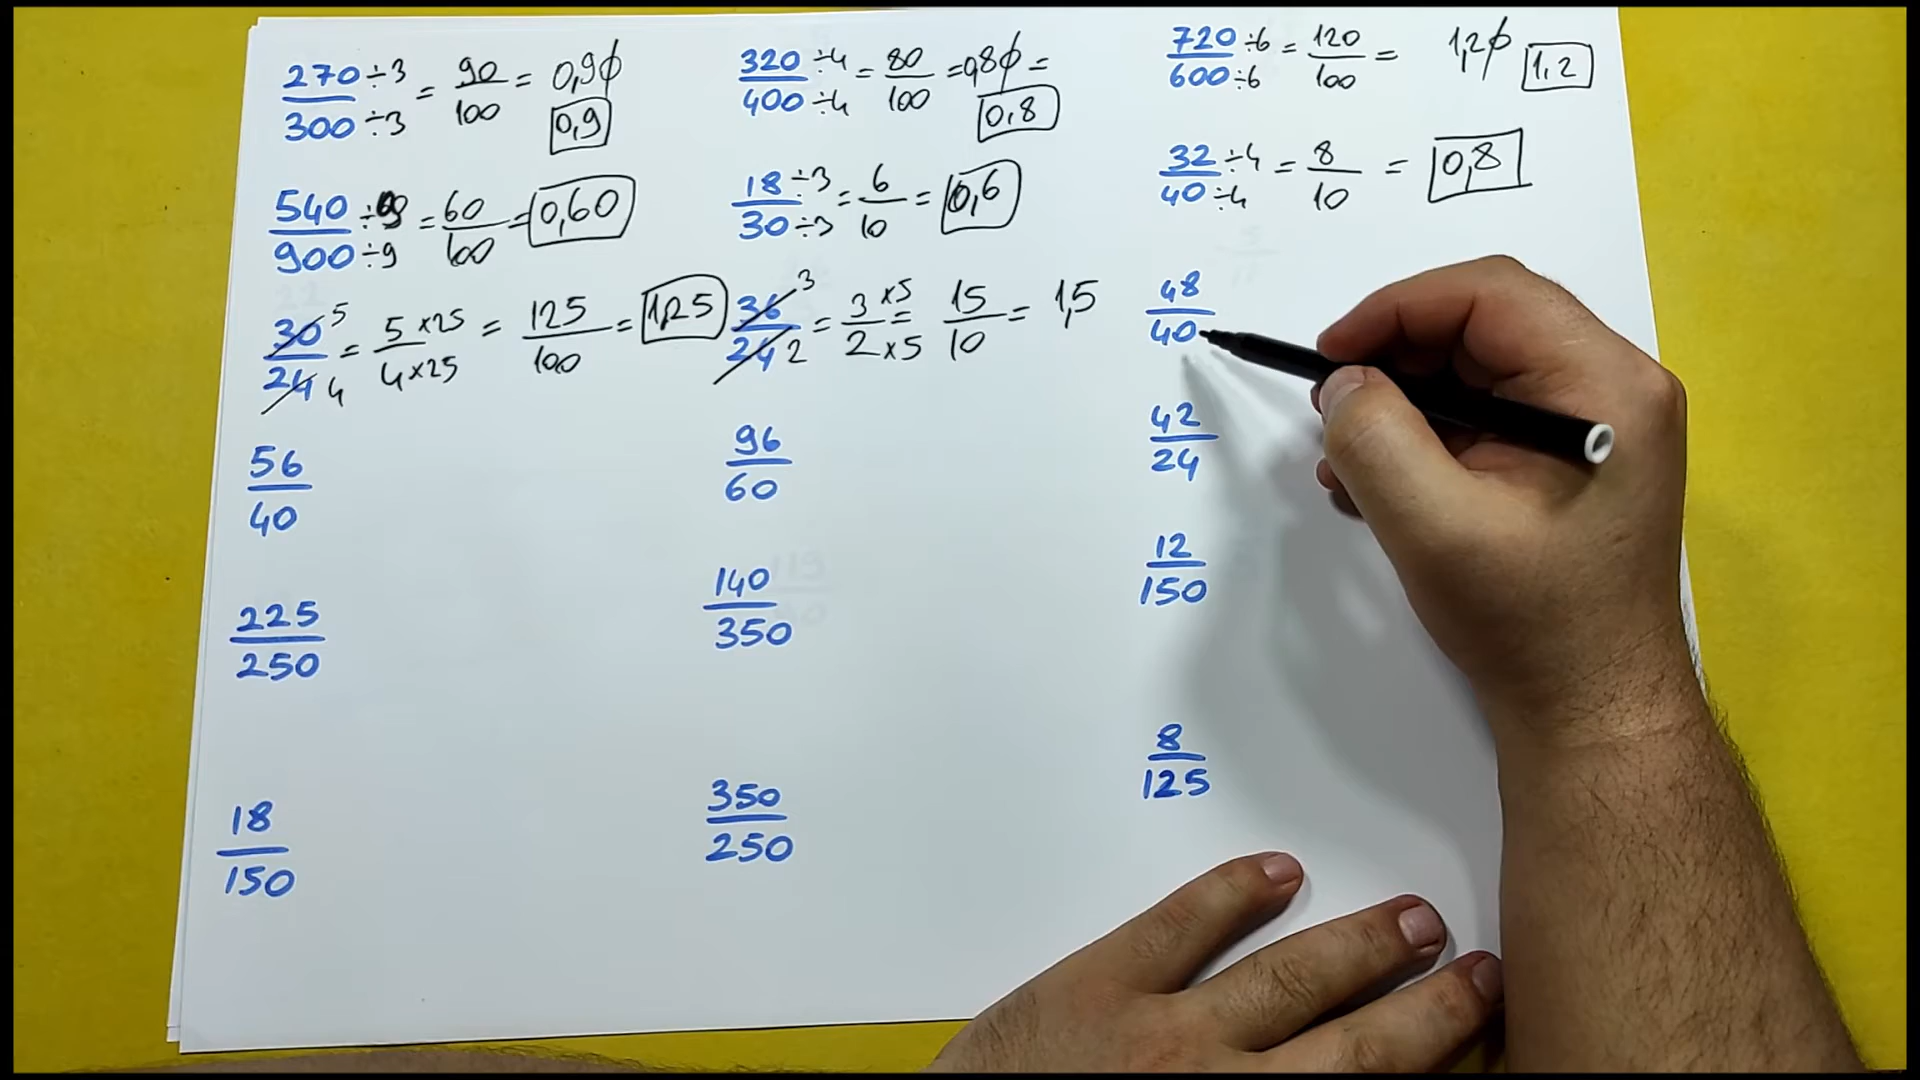 270 ÷3 / 300 ÷3 = 90/100 = 0,90
0,9
320 ÷4 / 400 ÷4 = 80/100 = 0,80 =
0,8
720 ÷6 / 600 ÷6 = 120/100 = 1,20 1,2
540 / 900 ÷9 = 60/100 = 0,60
18 ÷3 / 30 ÷3 = 6/10 = 0,6
32 ÷4 / 40 ÷4 = 8/10 = 0,8
30 5 / 24 4 = 5 ×25 / 4 ×25 = 125/100 = 1,25
36 3 / 24 2 = 3 ×5 / 2 ×5 = 15/10 = 1,5
48/40
56/40
96/60
42/24
225/250
140/350
12/150
18/150
350/250
8/125